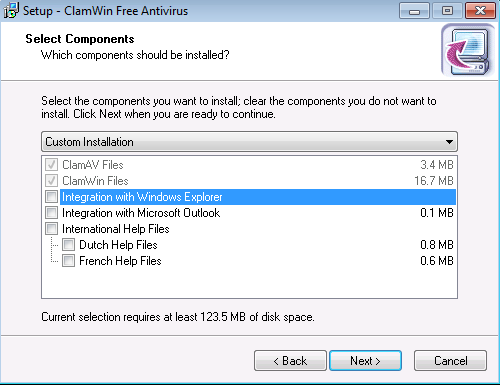 Setup - ClamWin Free Antivirus
Select Components
Which components should be installed?
Select the components you want to install; clear the components you do not want to
install. Click Next when you are ready to continue.
Custom Installation
ClamAV Files 3.4 MB
ClamWin Files 16.7 MB
Integration with Windows Explorer
Integration with Microsoft Outlook 0.1 MB
International Help Files
Dutch Help Files 0.8 MB
French Help Files 0.6 MB
Current selection requires at least 123.5 MB of disk space.
< Back Next > Cancel